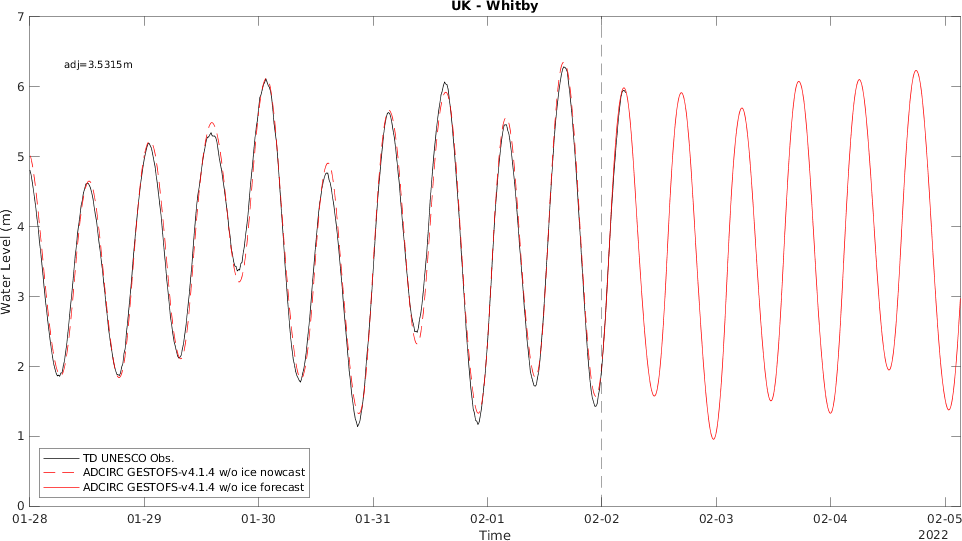 UK - Whitby
adj=3.5315m
Water Level (m)
7
6
5
4
3
2
1
0
TD UNESCO Obs.
ADCIRC GESTOFS-v4.1.4 w/o ice nowcast
ADCIRC GESTOFS-v4.1.4 w/o ice forecast
01-28 01-29 01-30 01-31 02-01 02-02 02-03 02-04 02-05
Time
2022